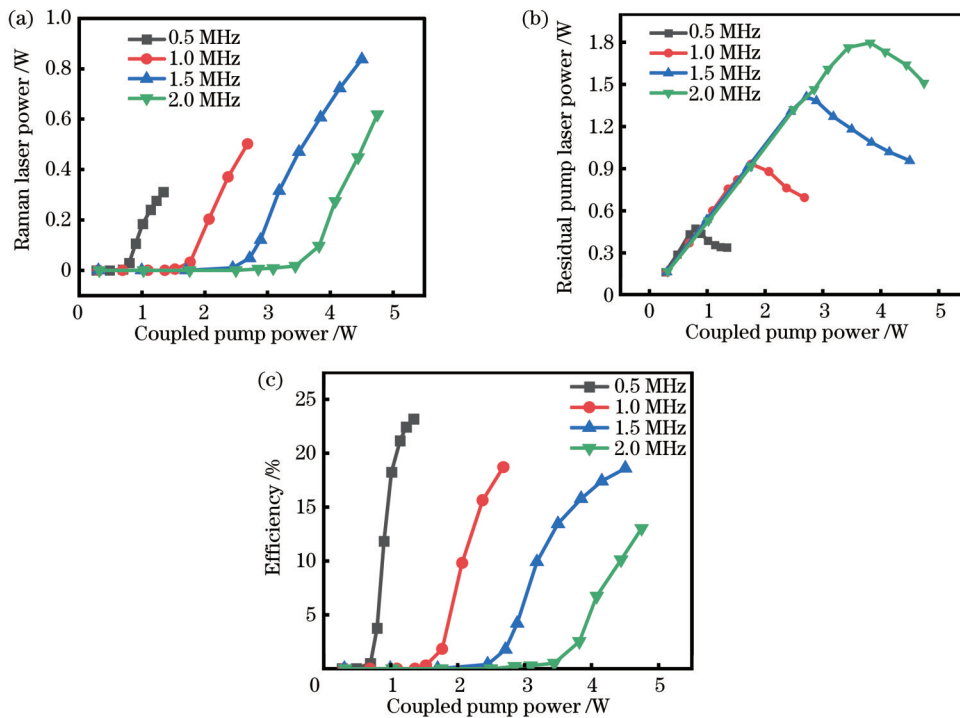 (a)
1.0
0.8
0.6
0.4
0.2
0
Raman laser power /W
0.5 MHz
1.0 MHz
1.5 MHz
2.0 MHz
0 1 2 3 4 5
Coupled pump power /W
(b)
1.8
1.5
1.2
0.9
0.6
0.3
0
Residual pump laser power /W
0.5 MHz
1.0 MHz
1.5 MHz
2.0 MHz
0 1 2 3 4 5
Coupled pump power /W
(c)
25
20
15
10
5
Efficiency /%
0.5 MHz
1.0 MHz
1.5 MHz
2.0 MHz
0 1 2 3 4 5
Coupled pump power /W